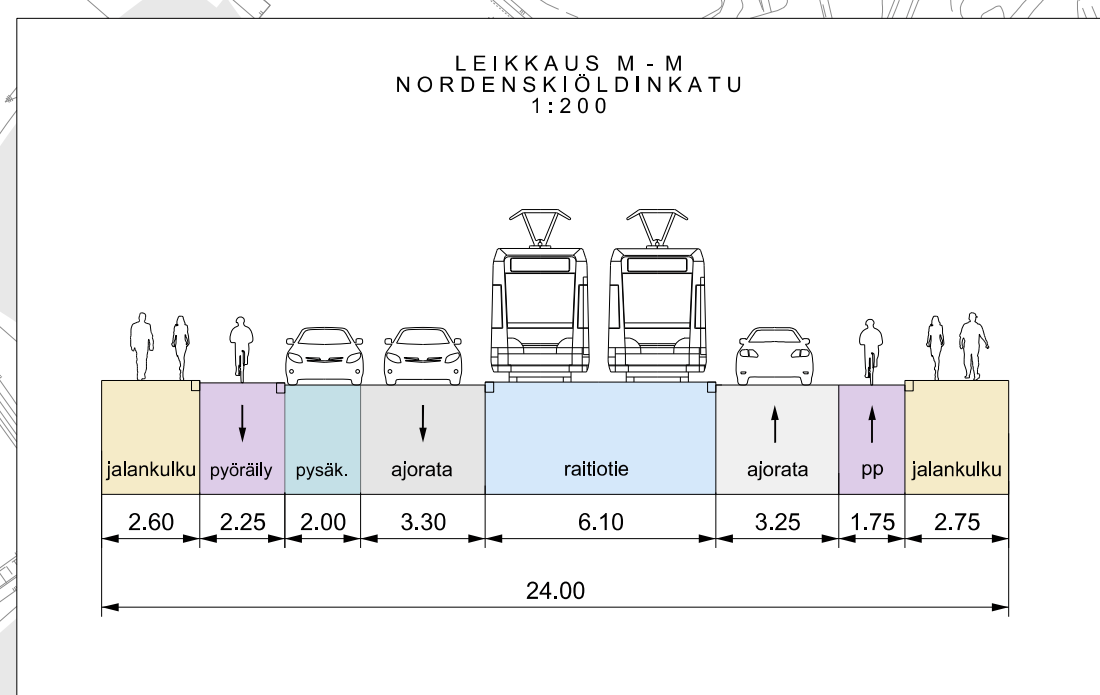 LEIKKAUS M - M
NORDENSKIÖLDINKATU
1:200
jalankulku pyöräily pysäk. ajorata raitiotie ajorata pp jalankulku
2.60 2.25 2.00 3.30 6.10 3.25 1.75 2.75
24.00